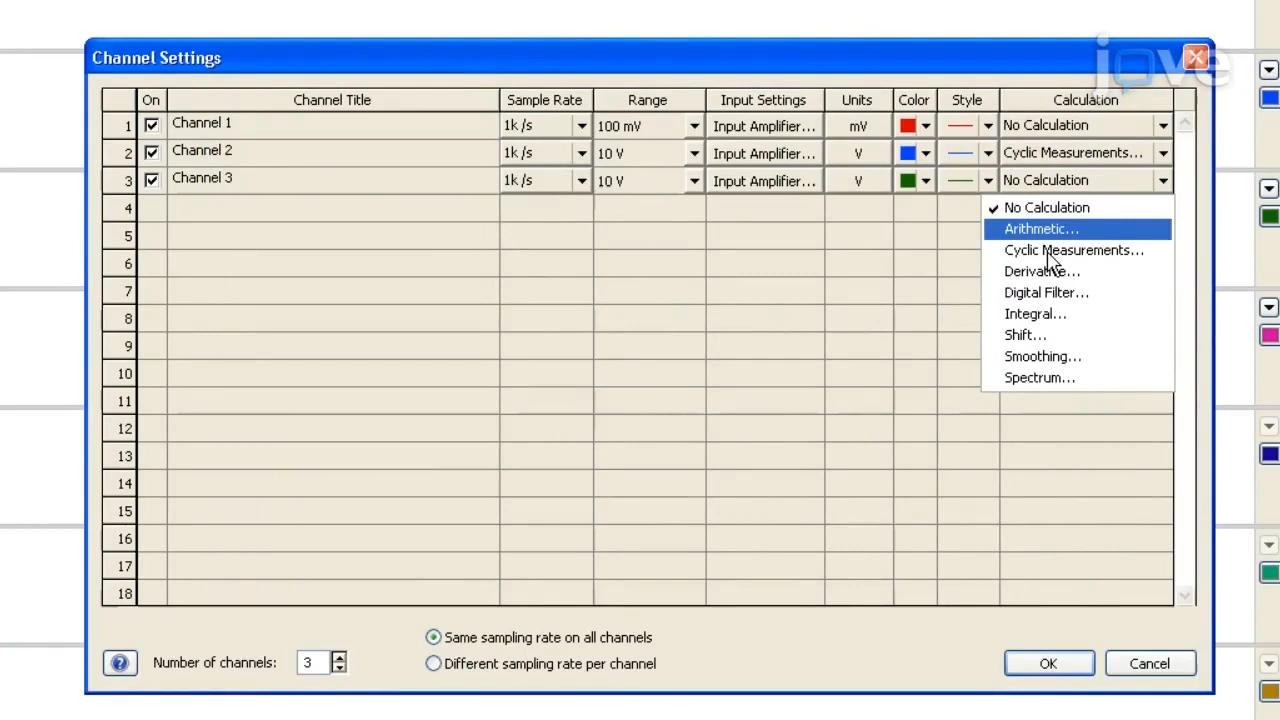 jove
Channel Settings
On Channel Title Sample Rate Range Input Settings Units Color Style Calculation
1 Channel 1 1k /s 100 mV Input Amplifier... mV No Calculation
2 Channel 2 1k /s 10 V Input Amplifier... V Cyclic Measurements...
3 Channel 3 1k /s 10 V Input Amplifier... V No Calculation
4 No Calculation
5 Arithmetic...
6 Cyclic Measurements...
Derivative...
7 Digital Filter...
8 Integral...
9 Shift...
Smoothing...
10 Spectrum...
11
12
13
14
15
16
17
18
Same sampling rate on all channels
? Number of channels: 3 Different sampling rate per channel OK Cancel